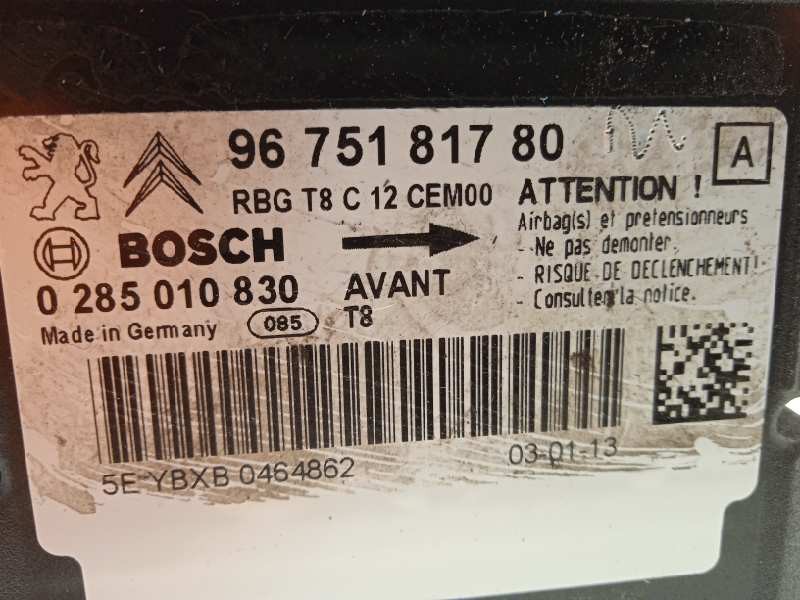 96 751 817 80
A
RBG T8 C 12 CEM00
ATTENTION !
Airbag(s) et pretensionneurs
- Ne pas demonter.
- RISQUE DE DECLENCHEMENT!
- Consulter la notice.
BOSCH
0 285 010 830
AVANT
T8
Made in Germany
085
5E-YBXB 0464862
03-01-13